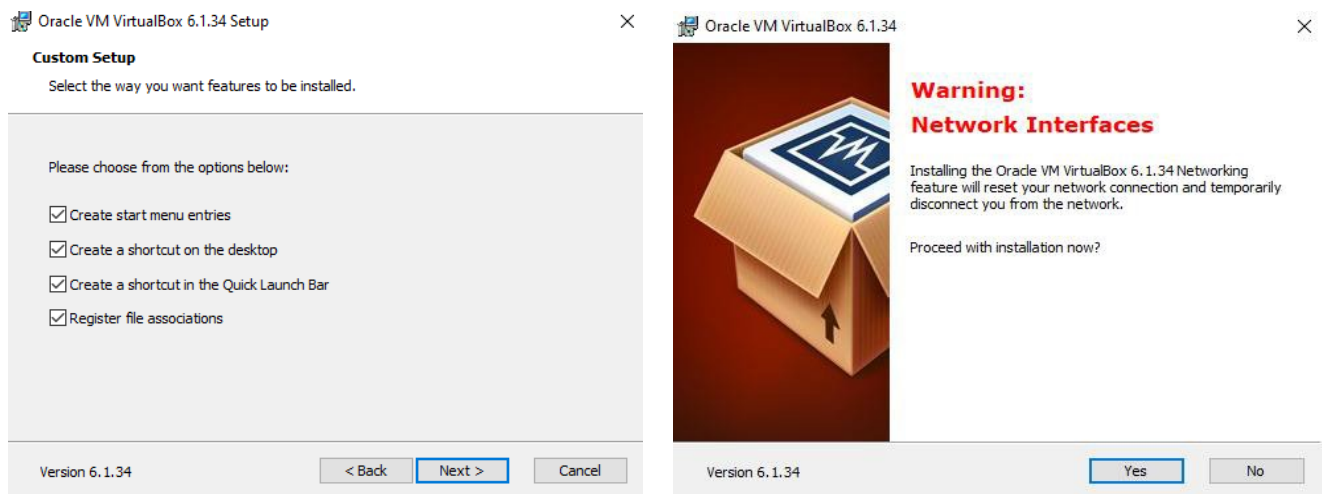 Oracle VM VirtualBox 6.1.34 Setup
Custom Setup
Select the way you want features to be installed.
Please choose from the options below:
Create start menu entries
Create a shortcut on the desktop
Create a shortcut in the Quick Launch Bar
Register file associations
Version 6.1.34
< Back
Next >
Cancel
Oracle VM VirtualBox 6.1.34
Warning:
Network Interfaces
Installing the Oracle VM VirtualBox 6.1.34 Networking
feature will reset your network connection and temporarily
disconnect you from the network.
Proceed with installation now?
Version 6.1.34
Yes
No